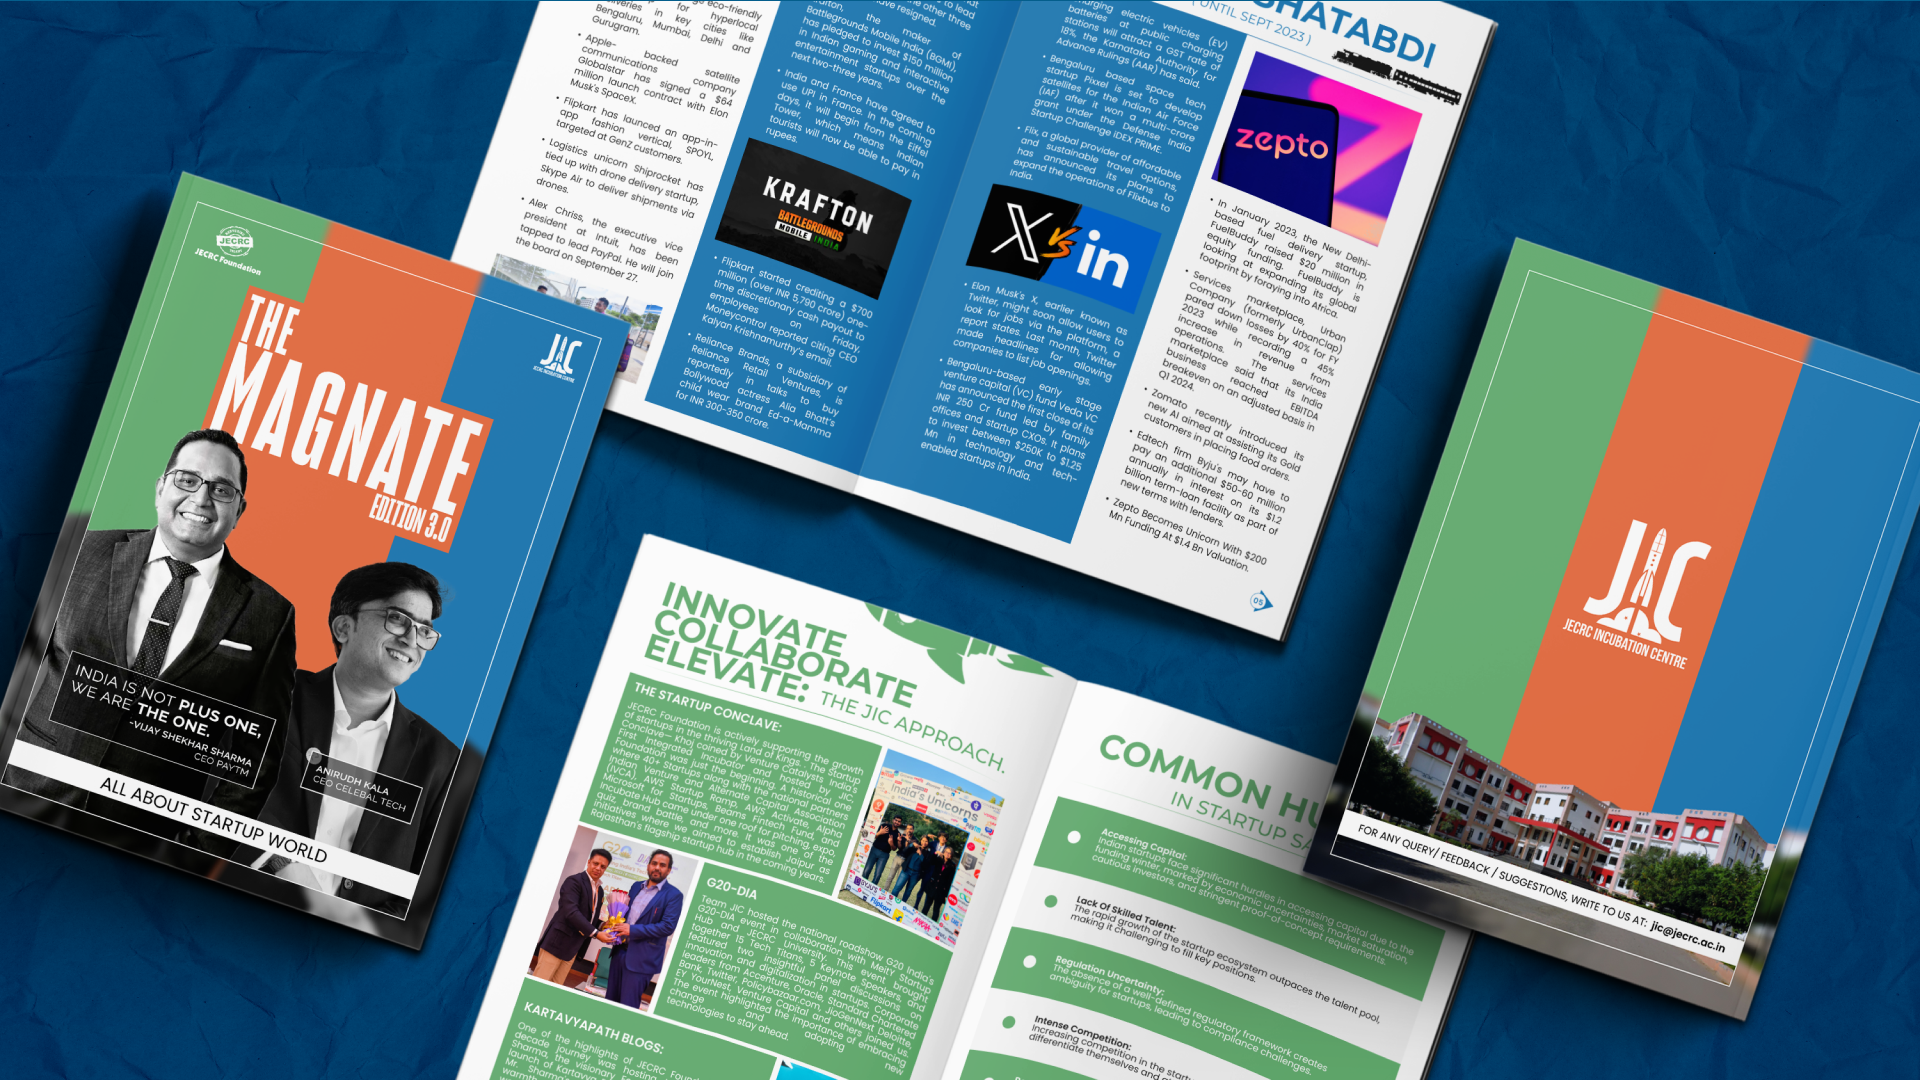 JECRC
JECRC Foundation
THE
MAGNATE
EDITION 3.0
JIC
JECRC INCUBATION CENTRE
INDIA IS NOT PLUS ONE,
WE ARE THE ONE.
-VIJAY SHEKHAR SHARMA
CEO PAYTM
ANIRUDH KALA
CEO CELEBAL TECH
ALL ABOUT STARTUP WORLD
eco-friendly
for hyperlocal
deliveries in key cities like
Bengaluru, Mumbai, Delhi and
Gurugram.
• Apple-backed satellite
communications company
Globalstar has signed a $64
million launch contract with Elon
Musk's SpaceX.
• Flipkart has launced an app-in-
app fashion vertical, SPOYL,
targeted at GenZ customers.
• Logistics unicorn Shiprocket has
tied up with drone delivery startup,
Skype Air to deliver shipments via
drones.
• Alex Chriss, the executive vice
president at Intuit, has been
tapped to lead PayPal. He will join
the board on September 27.
to lead
other three
have resigned.
the maker of
Battlegrounds Mobile India (BGMI),
has pledged to invest $150 million
in Indian gaming and interactive
entertainment startups over the
next two-three years.
• India and France have agreed to
use UPI in France. In the coming
days, it will begin from the Eiffel
Tower, which means Indian
tourists will now be able to pay in
rupees.
KRAFTON
BATTLEGROUNDS
MOBILE INDIA
• Flipkart started crediting a $700
million (over INR 5,790 crore) one-
time discretionary cash payout to
employees on Friday,
Moneycontrol reported citing CEO
Kalyan Krishnamurthy's email.
• Reliance Brands, a subsidiary of
Reliance Retail Ventures, is
reportedly in talks to buy
Bollywood actress Alia Bhatt's
child wear brand Ed-a-Mamma
for INR 300-350 crore.
charging electric vehicles (EV)
batteries at public charging
stations will attract a GST rate of
18%, the Karnataka Authority for
Advance Rulings (AAR) has said.
• Bengaluru based space tech
startup Pixxel is set to develop
satellites for the Indian Air Force
(IAF) after it won a multi-crore
grant under the Defense India
Startup Challenge iDEX PRIME.
• Flix, a global provider of affordable
and sustainable travel options,
has announced its plans to
expand the operations of Flixbus to
India.
X vs in
• Elon Musk's X, earlier known as
Twitter, might soon allow users to
look for jobs via the platform, a
report states. Last month, Twitter
made headlines for allowing
companies to list job openings.
• Bengaluru-based early stage
venture capital (VC) fund Veda VC
has announced the first close of its
INR 250 Cr fund led by family
offices and startup CXOs. It plans
to invest between $250K to $1.25
Mn in technology and tech-
enabled startups in India.
SHATABDI
( UNTIL SEPT 2023 )
zepto
• In January 2023, the New Delhi-
based fuel delivery startup,
FuelBuddy raised $20 million in
equity funding. FuelBuddy is
looking at expanding its global
footprint by foraying into Africa.
• Services marketplace, Urban
Company (formerly UrbanClap)
pared down losses by 40% for FY
2023 while recording a 45%
increase in revenue from
operations. The services
marketplace said that its India
business reached EBITDA
breakeven on an adjusted basis in
Q1 2024.
• Zomato recently introduced its
new AI aimed at assisting its Gold
customers in placing food orders.
• Edtech firm Byju's may have to
pay an additional $50-60 million
annually in interest on its $1.2
billion term-loan facility as part of
new terms with lenders.
• Zepto Becomes Unicorn With $200
Mn Funding At $1.4 Bn Valuation.
05
INNOVATE
COLLABORATE
ELEVATE: THE JIC APPROACH.
THE STARTUP CONCLAVE:
JECRC Foundation is actively supporting the growth
of startups in the thriving Land of Kings - The Startup
Conclave– Khoj coined by Venture Catalysts India's
First Integrated Incubator and hosted by JIC,
Foundation was just the beginning. A historical one
where 40+ Startups along with the national partners
Indian Venture and Alternate Capital Association
(IVCA), AWS Startup Ramp, AWS Activate, Alpha
Microsoft for Startups, Enams Fintech Fund, and
Incubate Hub came under one roof for pitching, expo,
quiz, brand battle, and more. It was one of the
initiatives where we aimed to establish Jaipur as
Rajasthan's flagship startup hub in the coming years.
India's Unicorns
G20-DIA
Team JIC hosted the national roadshow G20 India's
G20-DIA event in collaboration with MeitY Startup
Hub and JECRC University. This event brought
together 15 Tech Titans, 5 Keynote Speakers, and
featured two insightful panel discussions on
innovation and digitalization in startups. Corporate
leaders from Accenture, Oracle, Standard Chartered
Bank, Twitter, Policybazaar.com, JioGenNext, Deloitte,
EY YourNest, Venture Capital and others joined us.
The event highlighted the importance of embracing
change and adopting new
technologies to stay ahead.
KARTAVYAPATH BLOGS:
One of the highlights of JECRC
decade journey was hosting
Sharma, the visionary
launch of Kartavya
Mr. Sharma's
COMMON HU
IN STARTUP
Accessing Capital:
Indian startups face significant hurdles in accessing capital due to the
funding winter, marked by economic uncertainties, market saturation,
cautious investors, and stringent proof-of-concept requirements.
Lack Of Skilled Talent:
The rapid growth of the startup ecosystem outpaces the talent pool,
making it challenging to fill key positions.
Regulation Uncertainty:
The absence of a well-defined regulatory framework creates
ambiguity for startups, leading to compliance challenges.
Intense Competition:
Increasing competition in the
differentiate themselves and
JIC
JECRC INCUBATION CENTRE
FOR ANY QUERY/ FEEDBACK / SUGGESTIONS, WRITE TO US AT: jic@jecrc.ac.in